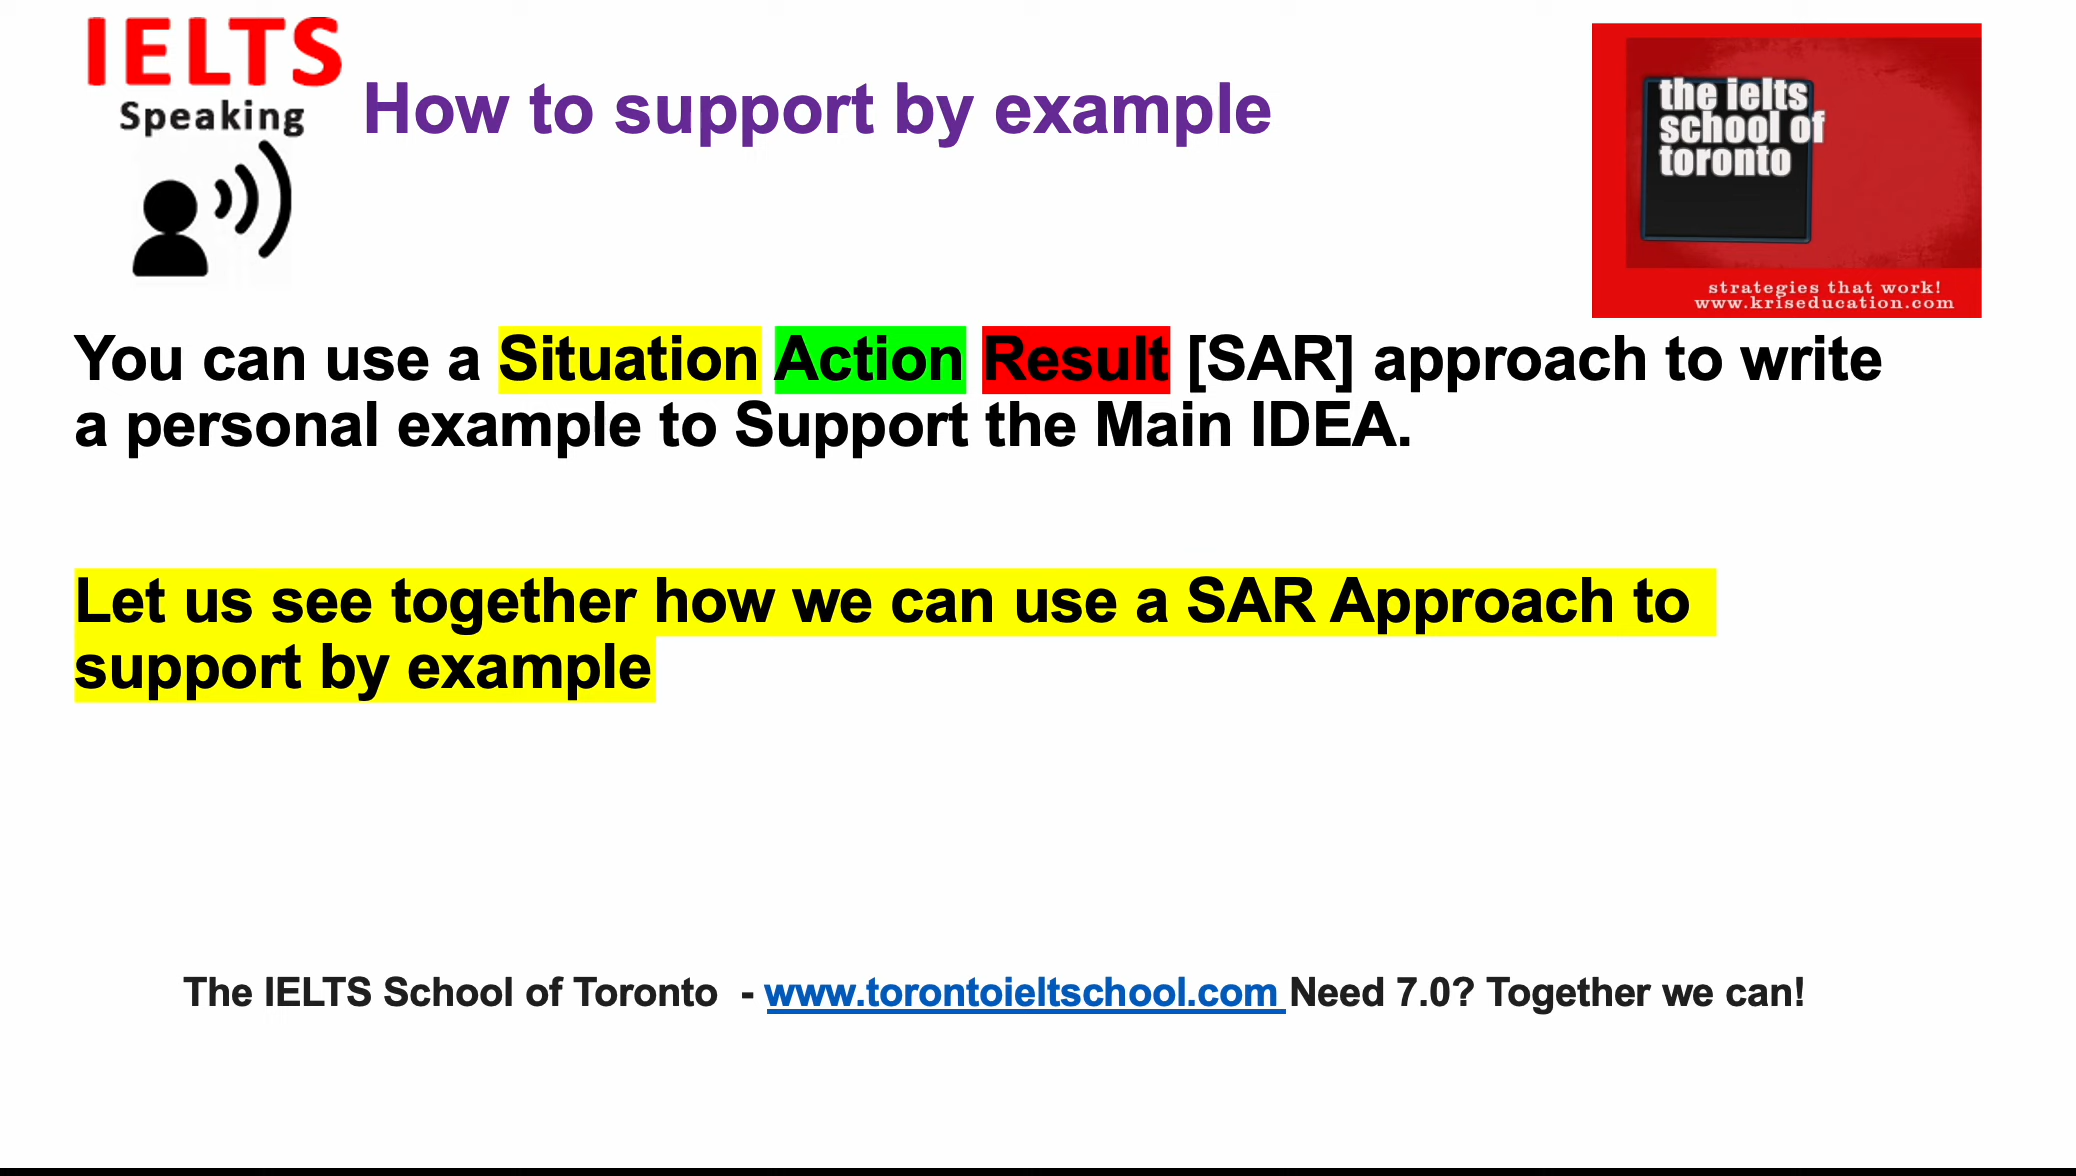 IELTS
Speaking
How to support by example
the ielts
school of
toronto
strategies that work!
www.kriseducation.com
You can use a Situation Action Result [SAR] approach to write
a personal example to Support the Main IDEA.
Let us see together how we can use a SAR Approach to
support by example
The IELTS School of Toronto - www.torontoieltschool.com Need 7.0? Together we can!